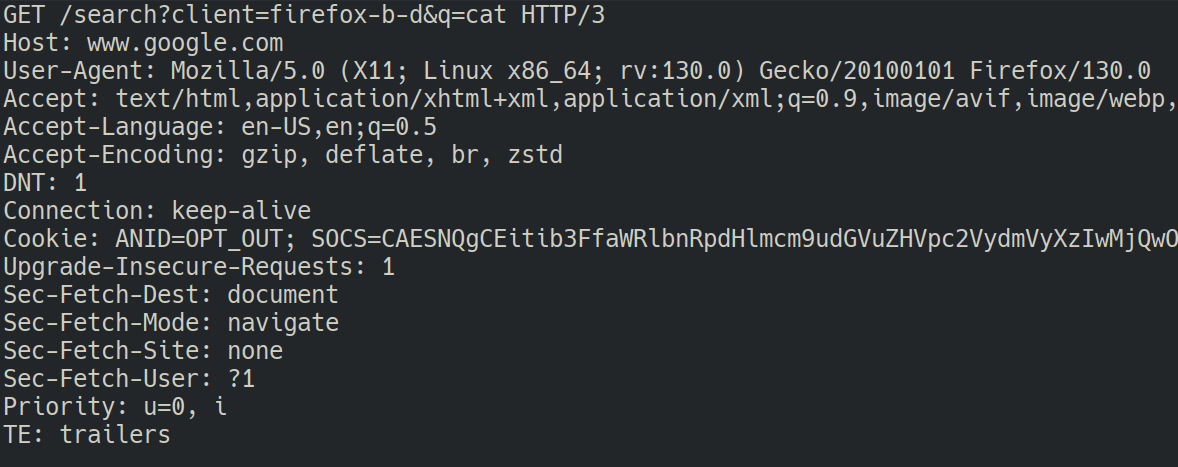 GET /search?client=firefox-b-d&q=cat HTTP/3
Host: www.google.com
User-Agent: Mozilla/5.0 (X11; Linux x86_64; rv:130.0) Gecko/20100101 Firefox/130.0
Accept: text/html,application/xhtml+xml,application/xml;q=0.9,image/avif,image/webp,
Accept-Language: en-US,en;q=0.5
Accept-Encoding: gzip, deflate, br, zstd
DNT: 1
Connection: keep-alive
Cookie: ANID=OPT_OUT; SOCS=CAESNQgCEitib3FfaWRlbnRpdHlmcm9udGVuZHVpc2VydmVyXzIwMjQwO
Upgrade-Insecure-Requests: 1
Sec-Fetch-Dest: document
Sec-Fetch-Mode: navigate
Sec-Fetch-Site: none
Sec-Fetch-User: ?1
Priority: u=0, i
TE: trailers